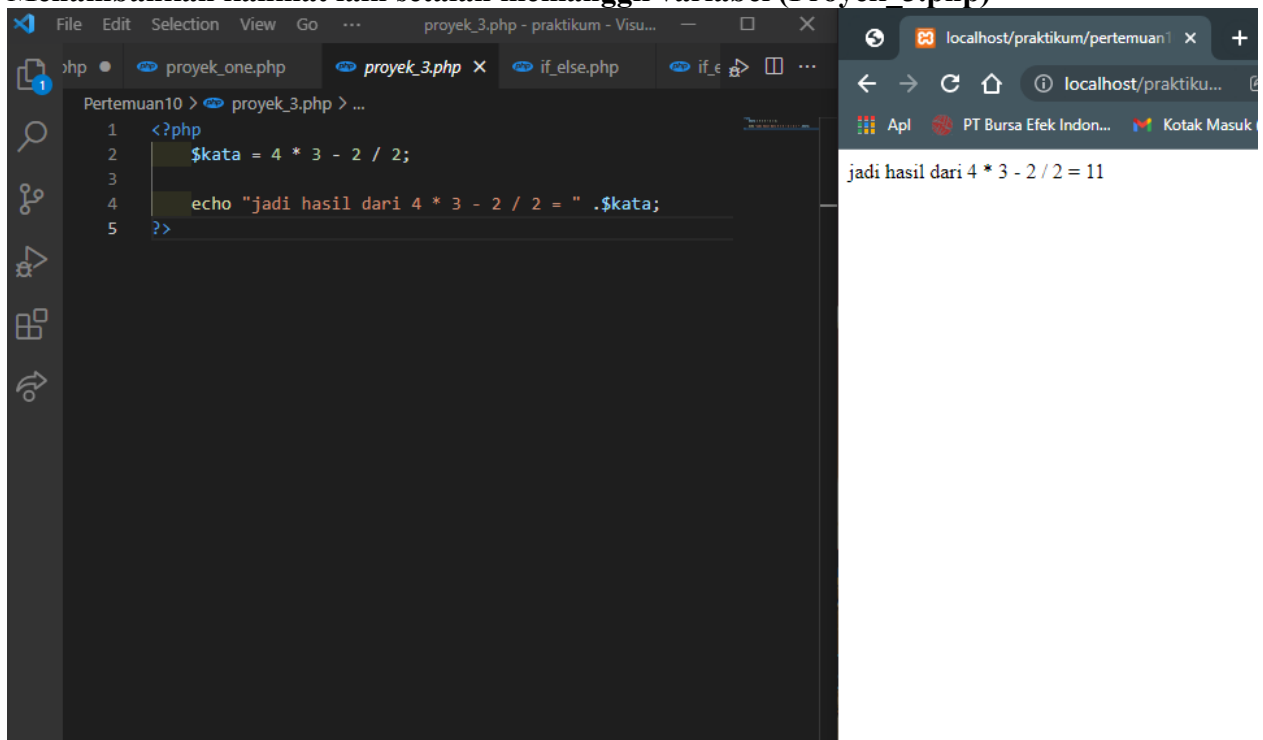 File Edit Selection View Go ··· proyek_3.php - praktikum - Visu...
php ● proyek_one.php proyek_3.php × if_else.php if_e ···
Pertemuan10 > proyek_3.php > ...
1 <?php
2 $kata = 4 * 3 - 2 / 2;
3
4 echo "jadi hasil dari 4 * 3 - 2 / 2 = " .$kata;
5 ?>
1
localhost/praktikum/pertemuan1 × +
localhost/praktiku...
Apl PT Bursa Efek Indon... Kotak Masuk
jadi hasil dari 4 * 3 - 2 / 2 = 11